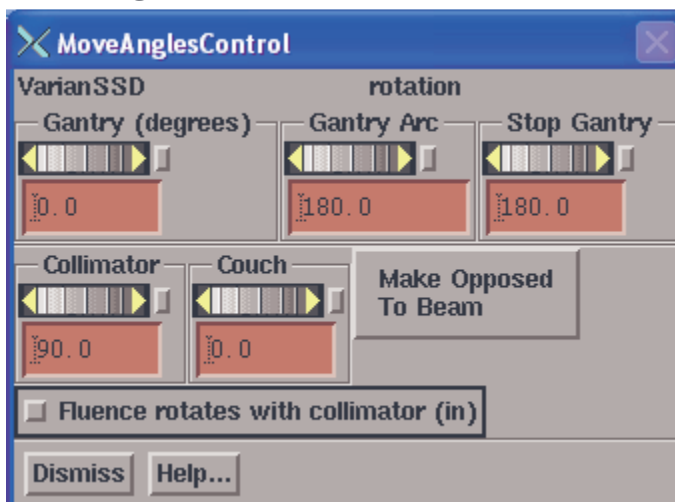 MoveAnglesControl
VarianSSD rotation
Gantry (degrees) Gantry Arc Stop Gantry
0.0 180.0 180.0
Collimator Couch Make Opposed
To Beam
90.0 0.0
Fluence rotates with collimator (in)
Dismiss Help...